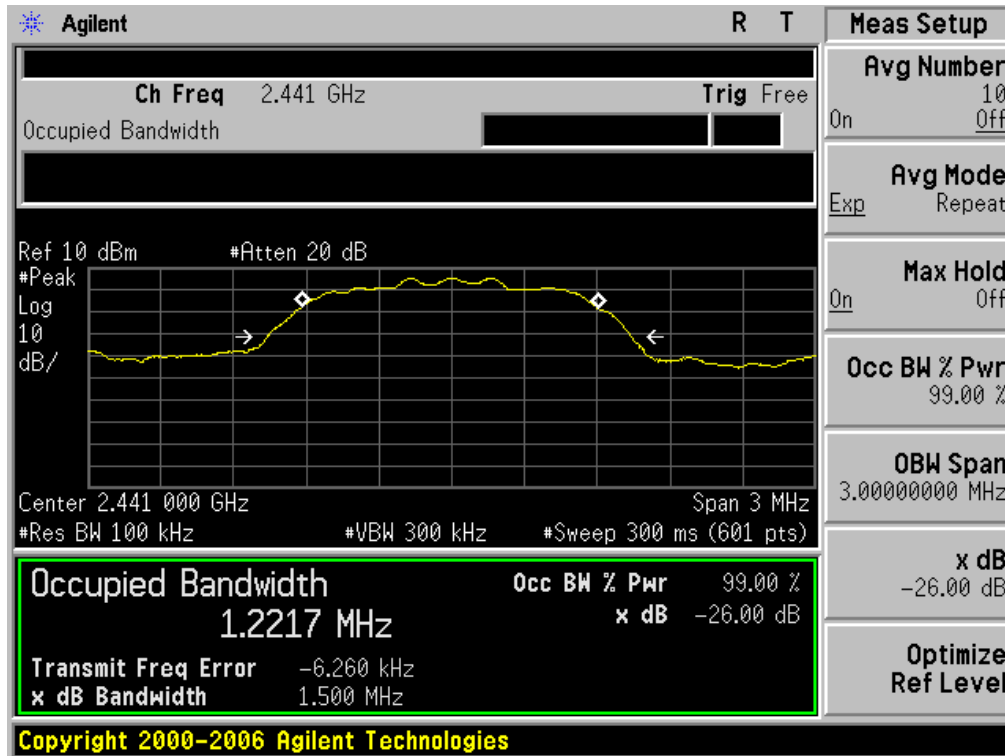 Agilent R T
Ch Freq 2.441 GHz Trig Free
Occupied Bandwidth
Ref 10 dBm #Atten 20 dB
#Peak
Log
10
dB/
Center 2.441 000 GHz Span 3 MHz
#Res BW 100 kHz #VBW 300 kHz #Sweep 300 ms (601 pts)
Occupied Bandwidth
1.2217 MHz
Occ BW % Pwr 99.00 %
x dB -26.00 dB
Transmit Freq Error -6.260 kHz
x dB Bandwidth 1.500 MHz
Copyright 2000-2006 Agilent Technologies
Meas Setup
Avg Number
10
On Off
Avg Mode
Exp Repeat
Max Hold
On Off
Occ BW % Pwr
99.00 %
OBW Span
3.00000000 MHz
x dB
-26.00 dB
Optimize
Ref Level